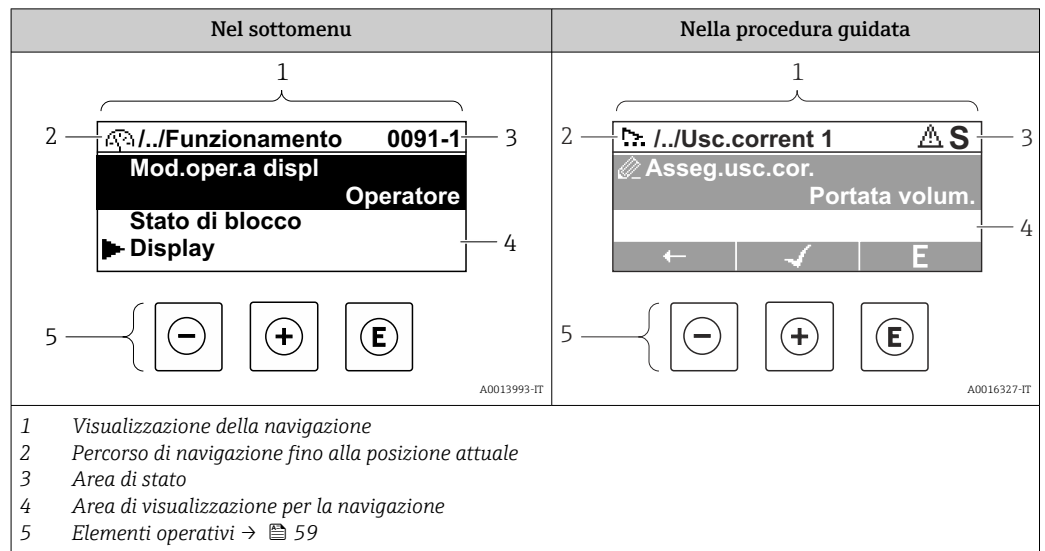 Nel sottomenu
Nella procedura guidata
1
2
/../Funzionamento 0091-1
3
Mod.oper.a displ
Operatore
Stato di blocco
Display
4
5
- + E
A0013993-IT
1
2
/../Usc.corrent 1 S
3
Asseg.usc.cor.
Portata volum.
4
← ✓ E
5
- + E
A0016327-IT
1 Visualizzazione della navigazione
2 Percorso di navigazione fino alla posizione attuale
3 Area di stato
4 Area di visualizzazione per la navigazione
5 Elementi operativi → 59